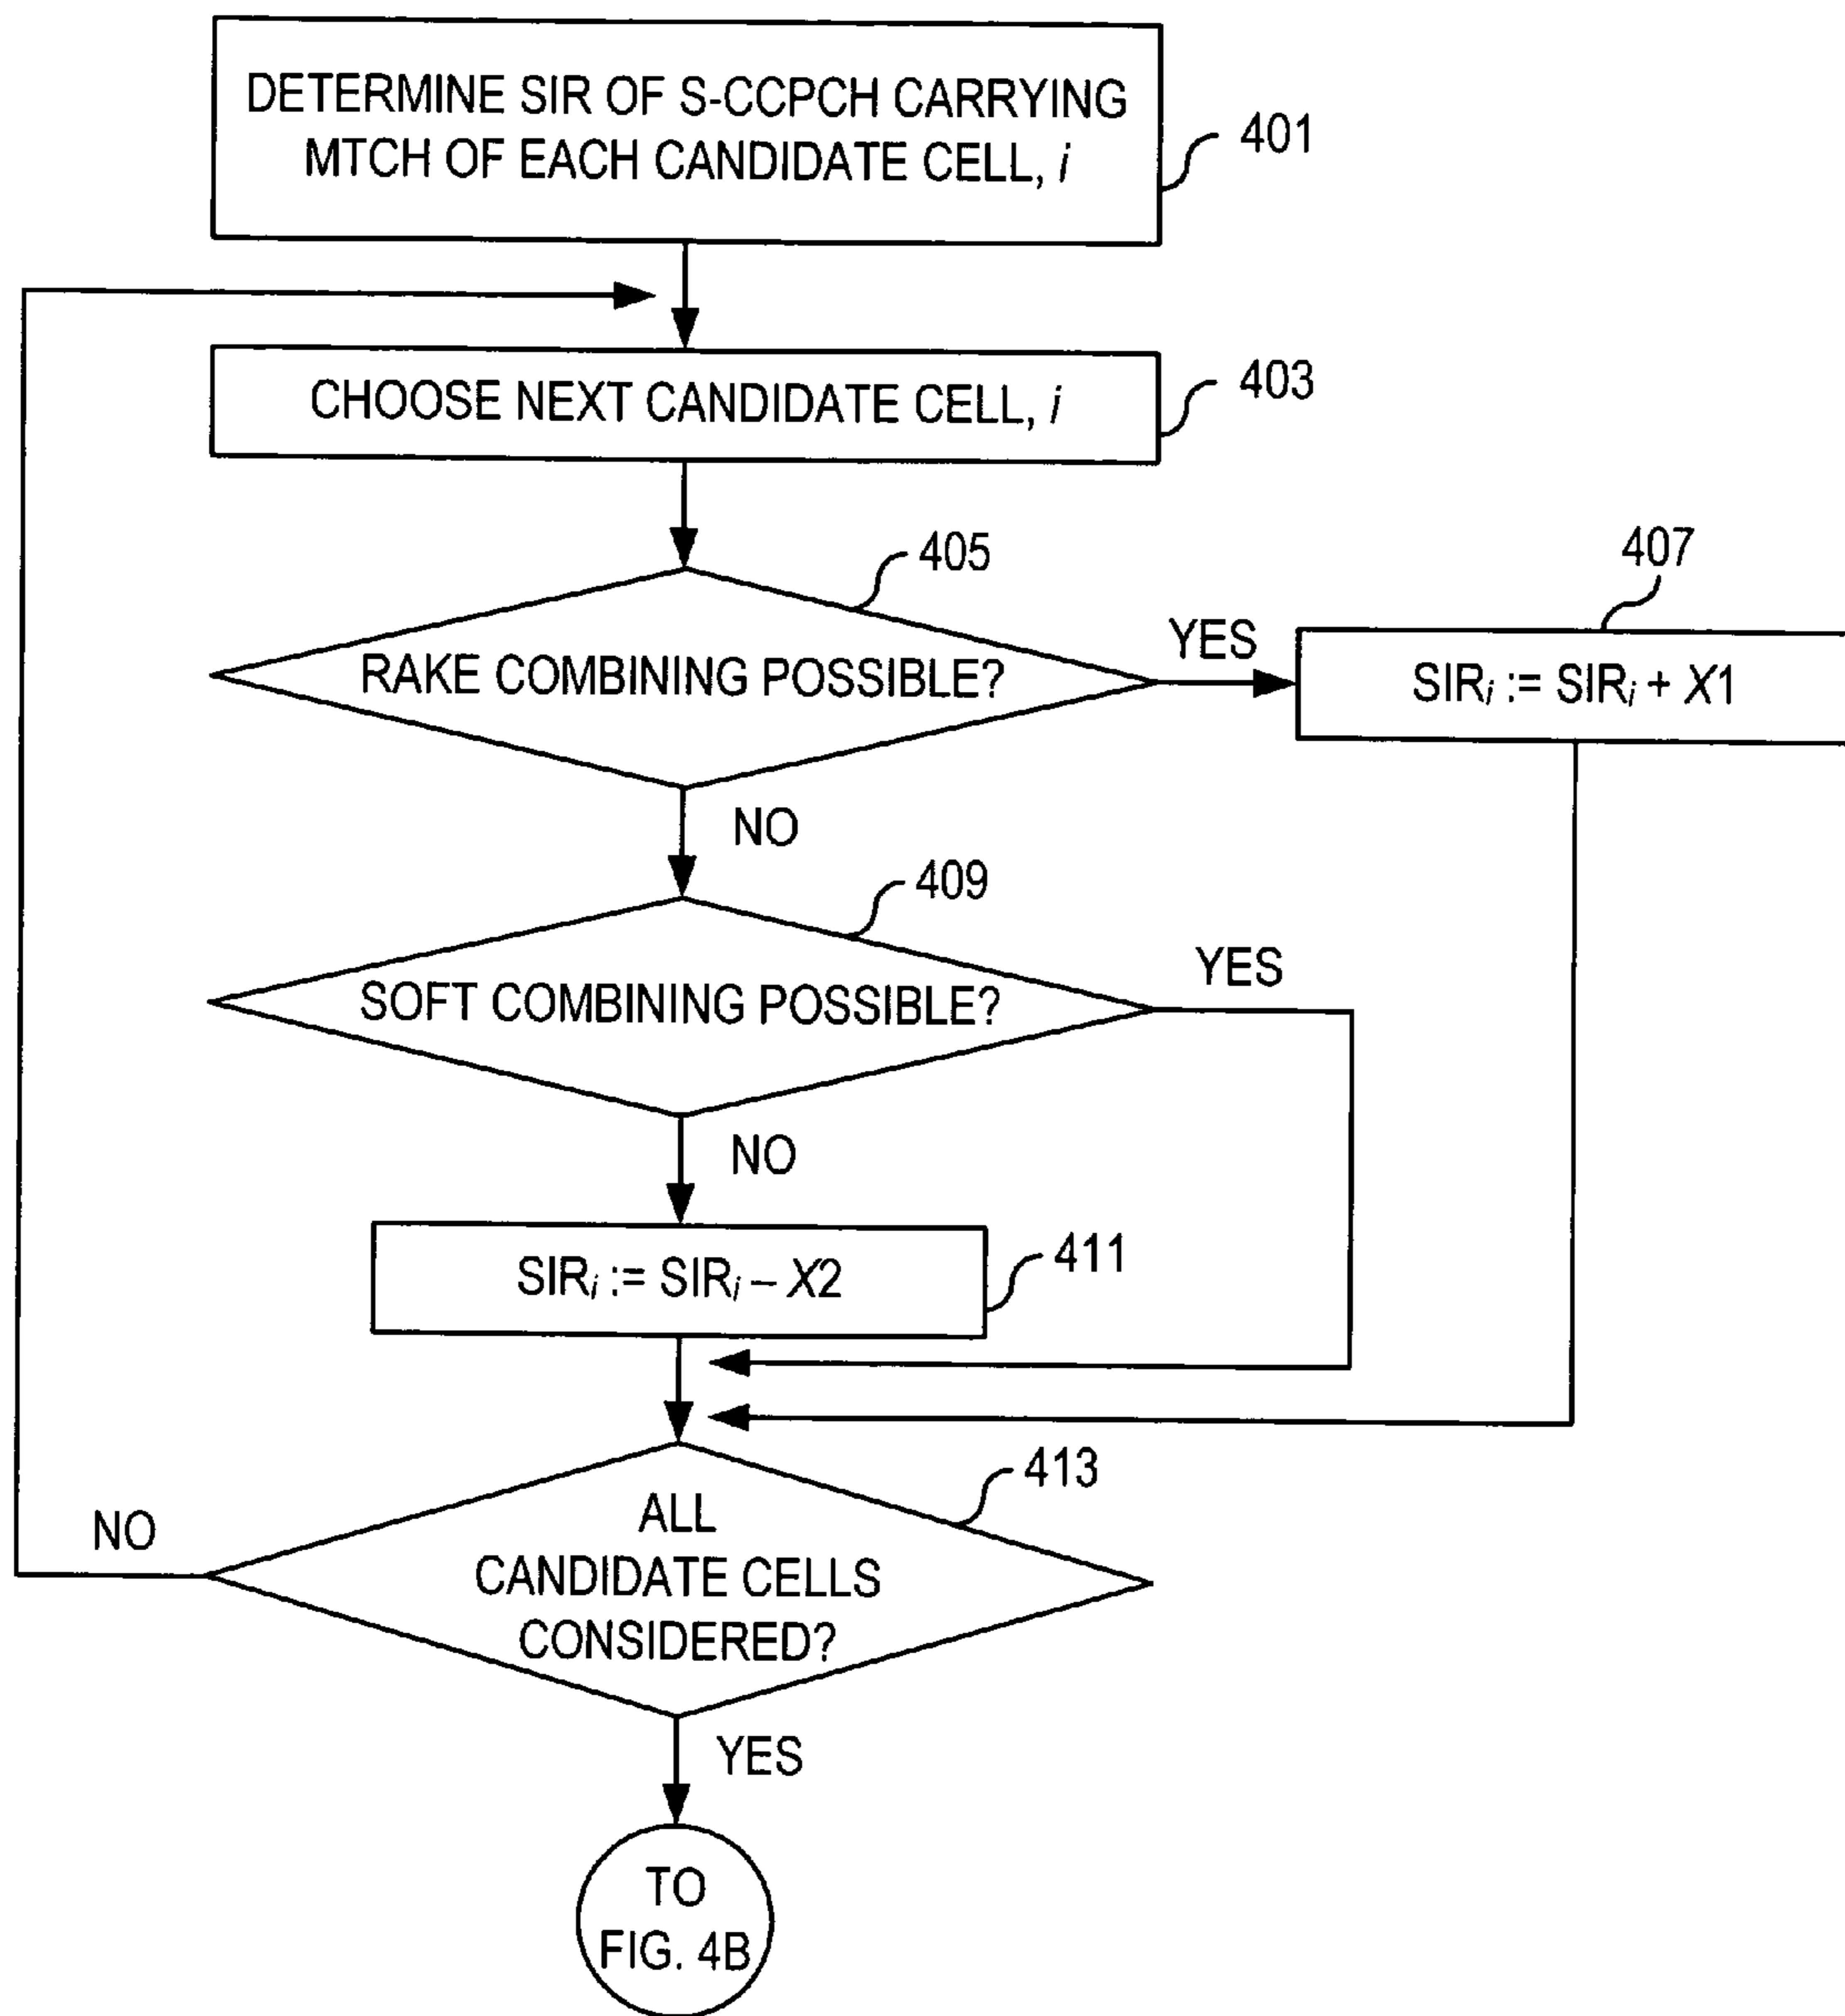 DETERMINE SIR OF S-CCPCH CARRYING
MTCH OF EACH CANDIDATE CELL, i
401
CHOOSE NEXT CANDIDATE CELL, i
403
405
RAKE COMBINING POSSIBLE?
YES
407
SIRi := SIRi + X1
NO
409
SOFT COMBINING POSSIBLE?
YES
NO
SIRi := SIRi – X2
411
413
NO
ALL
CANDIDATE CELLS
CONSIDERED?
YES
TO
FIG. 4B